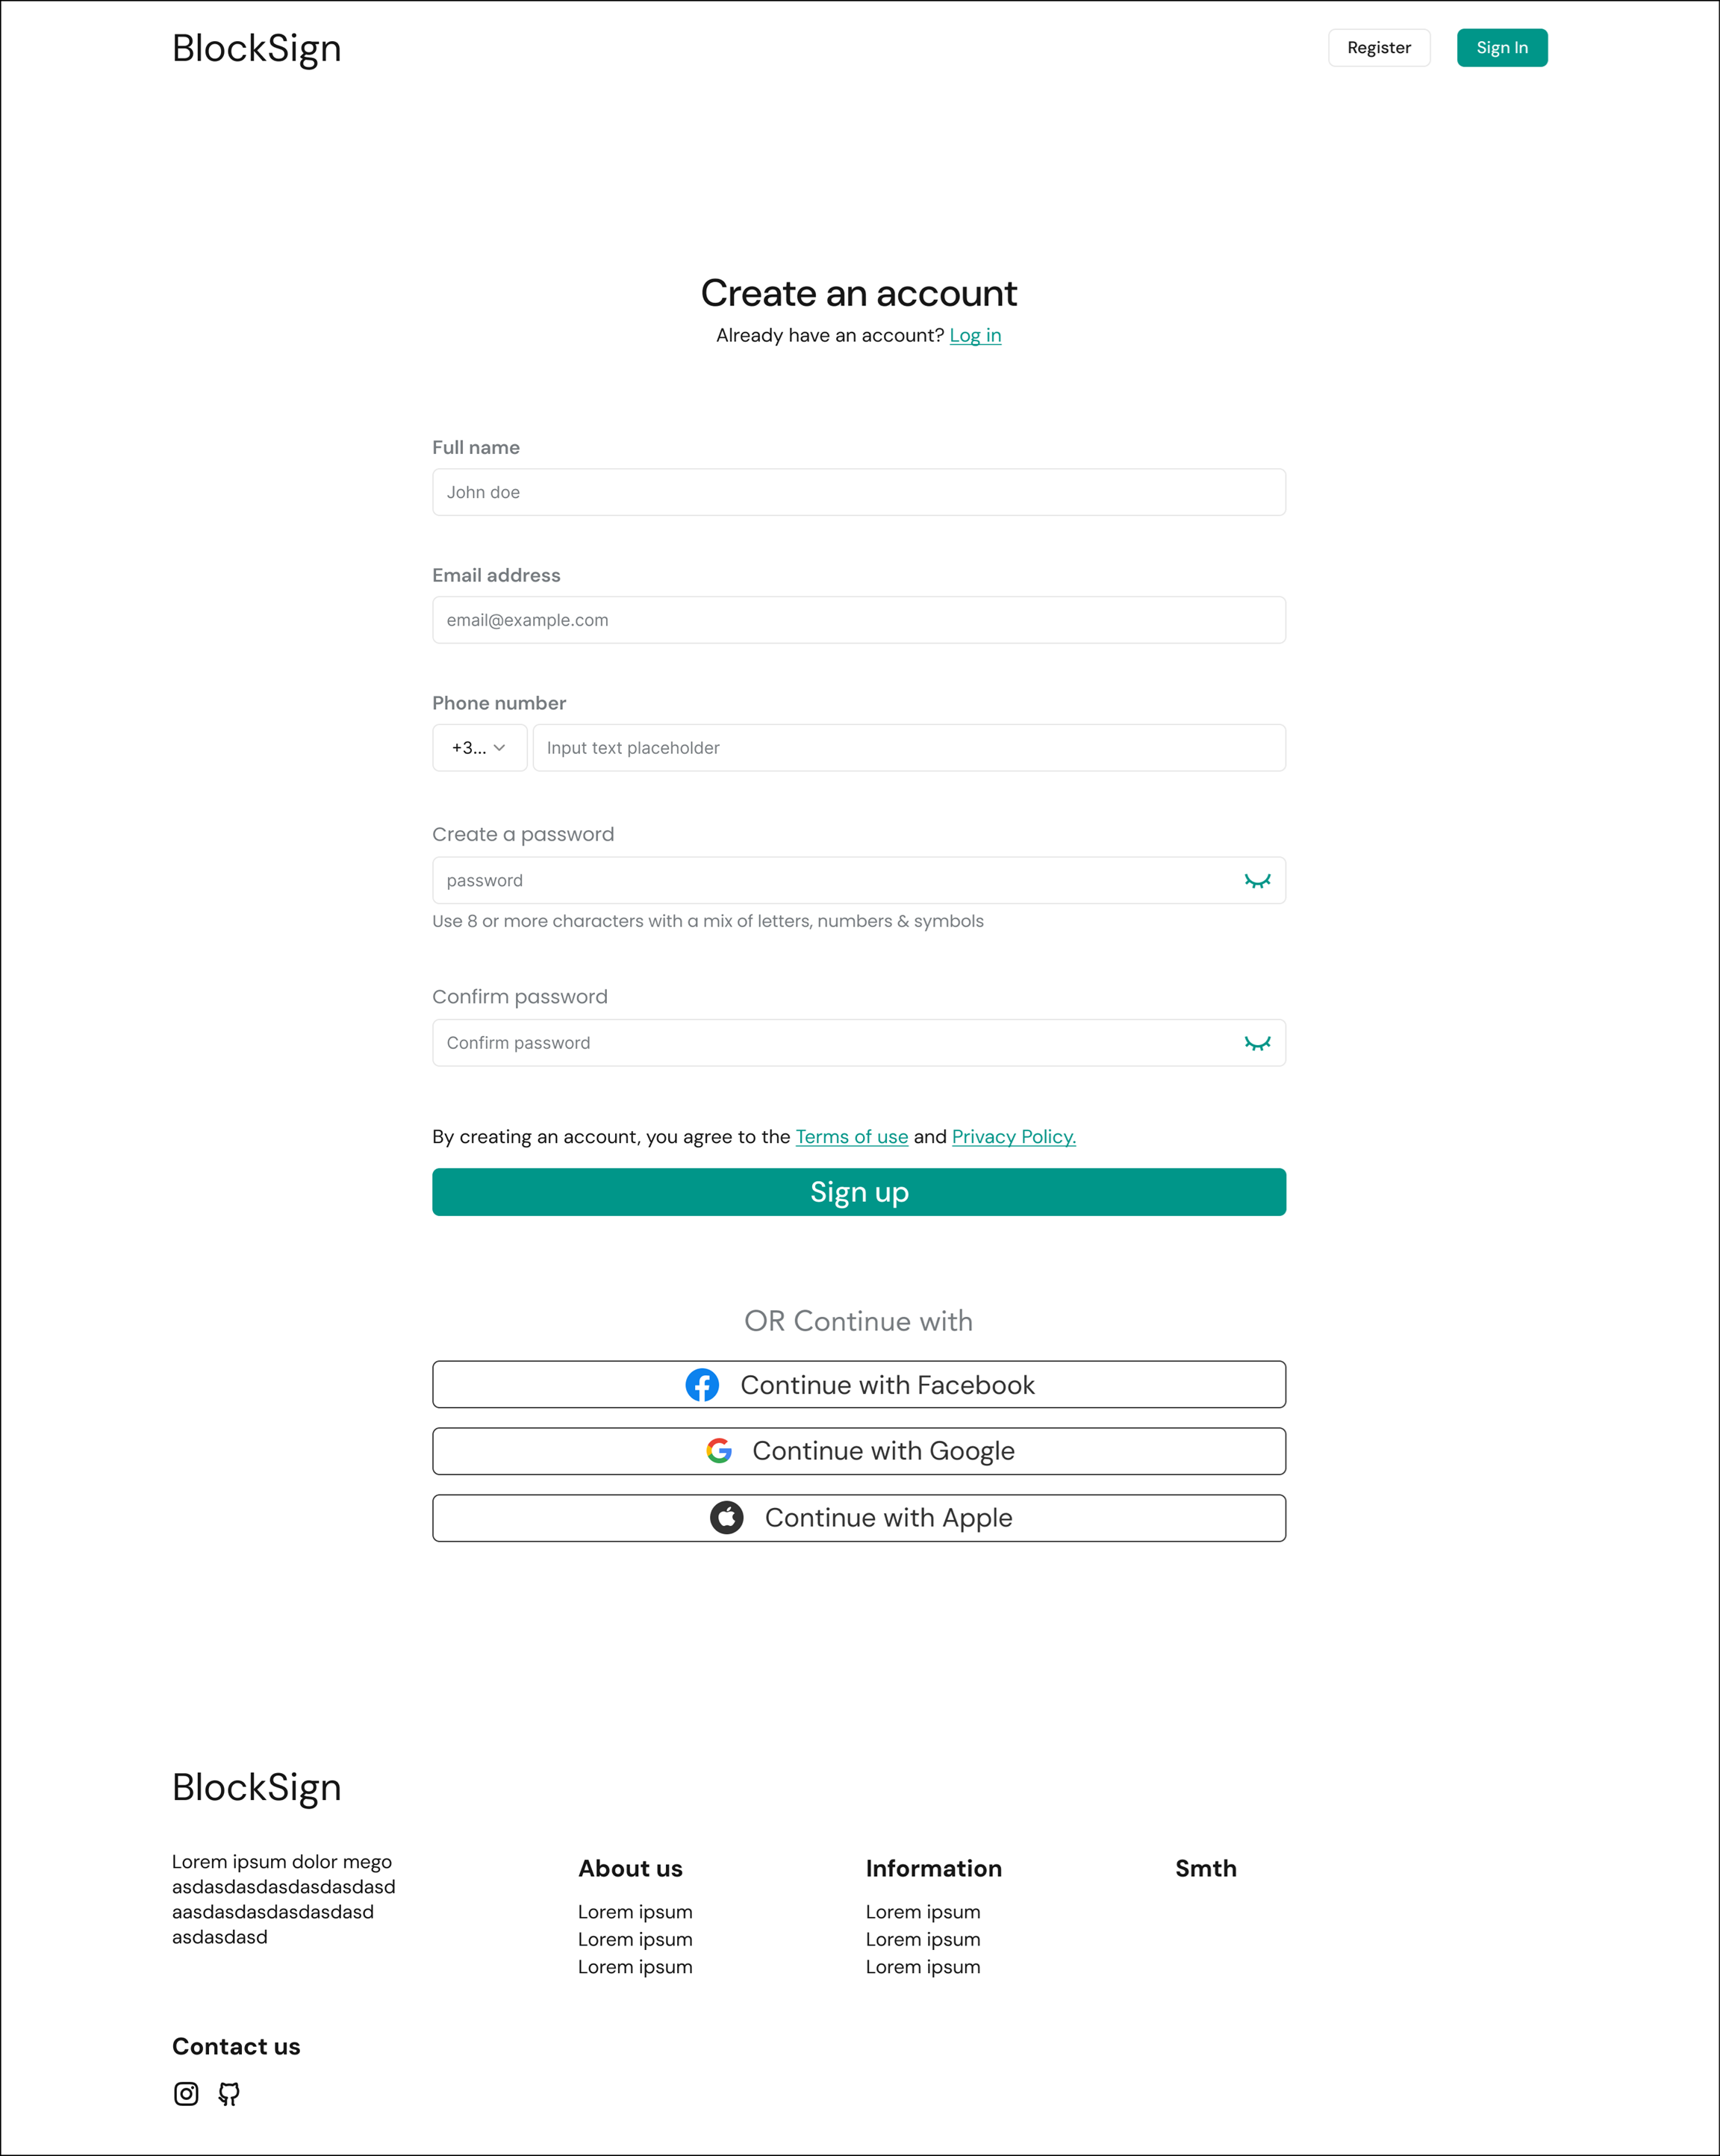 BlockSign
Register
Sign In
Create an account
Already have an account? Log in
Full name
John doe
Email address
email@example.com
Phone number
+3...
Input text placeholder
Create a password
password
Use 8 or more characters with a mix of letters, numbers & symbols
Confirm password
Confirm password
By creating an account, you agree to the Terms of use and Privacy Policy.
Sign up
OR Continue with
Continue with Facebook
Continue with Google
Continue with Apple
BlockSign
Lorem ipsum dolor mego
asdasdasdasdasdasdasd
aasdasdasdasdasdasd
asdasdasd
About us
Lorem ipsum
Lorem ipsum
Lorem ipsum
Information
Lorem ipsum
Lorem ipsum
Lorem ipsum
Smth
Contact us